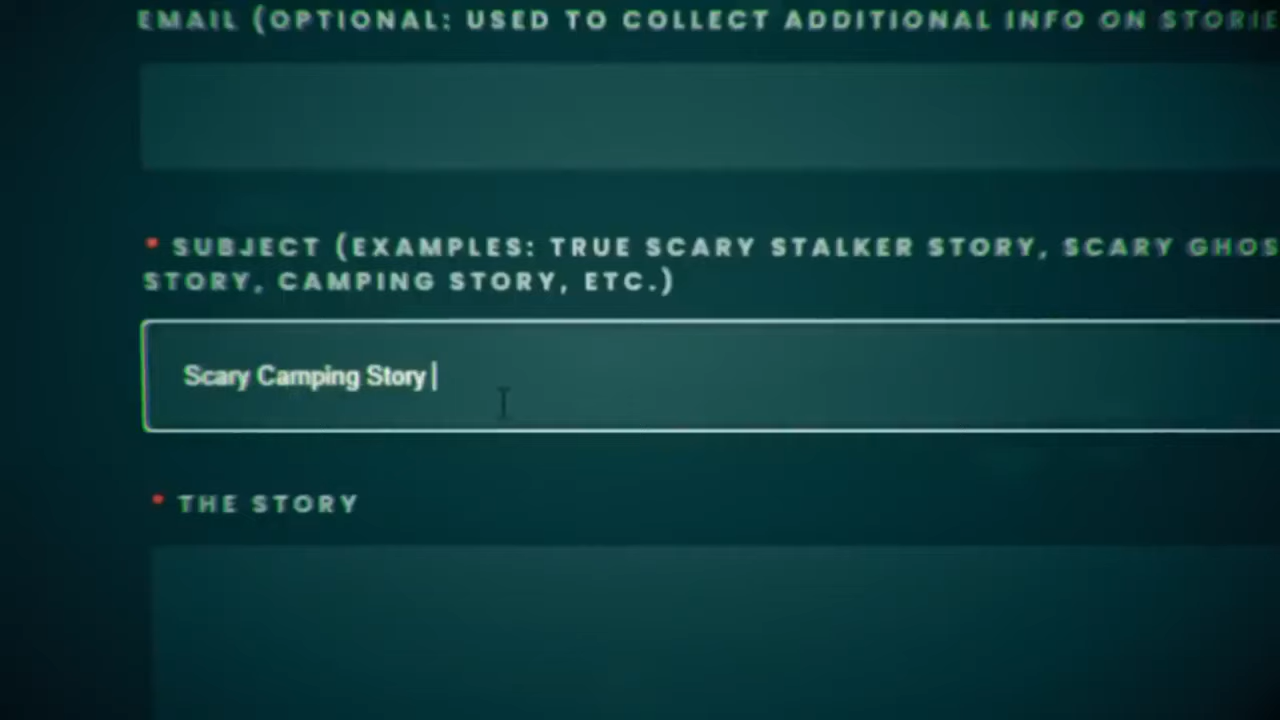 EMAIL (OPTIONAL: USED TO COLLECT ADDITIONAL INFO ON
* SUBJECT (EXAMPLES: TRUE SCARY STALKER STORY, SCARY
STORY, CAMPING STORY, ETC.)
Scary Camping Story
* THE STORY